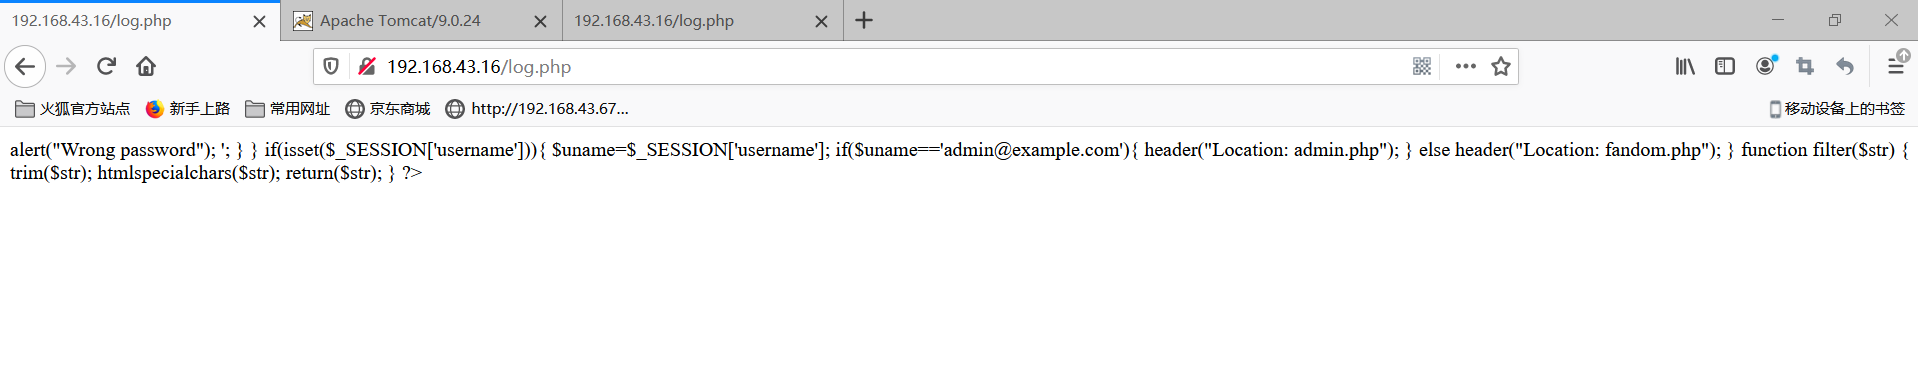 192.168.43.16/log.php
Apache Tomcat/9.0.24
192.168.43.16/log.php
192.168.43.16/log.php
火狐官方站点
新手上路
常用网址
京东商城
http://192.168.43.67...
移动设备上的书签
alert("Wrong password"); '; } } if(isset($_SESSION['username'])){ $uname=$_SESSION['username']; if($uname=='admin@example.com'){ header("Location: admin.php"); } else header("Location: fandom.php"); } function filter($str) {
trim($str); htmlspecialchars($str); return($str); } ?>